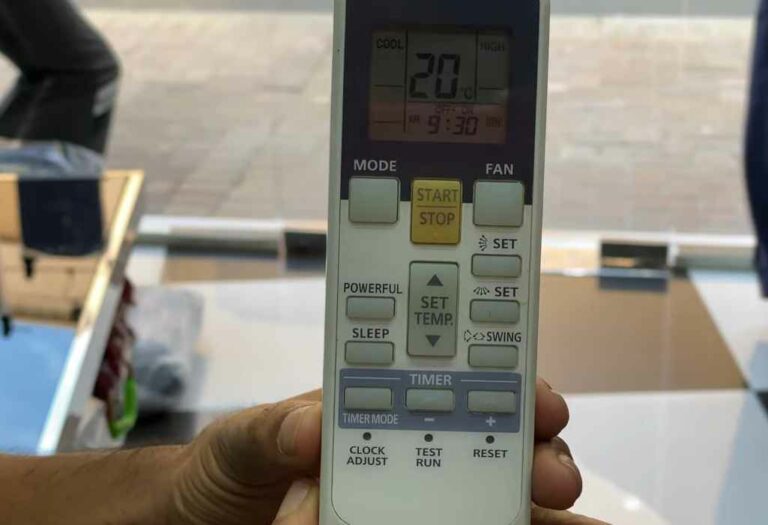 COOL HIGH
20°C
OFF ON
9:30
MODE FAN
START
STOP
SET
POWERFUL
SET
TEMP.
SET
SLEEP
SWING
TIMER
TIMER MODE - +
CLOCK
ADJUST
TEST
RUN
RESET